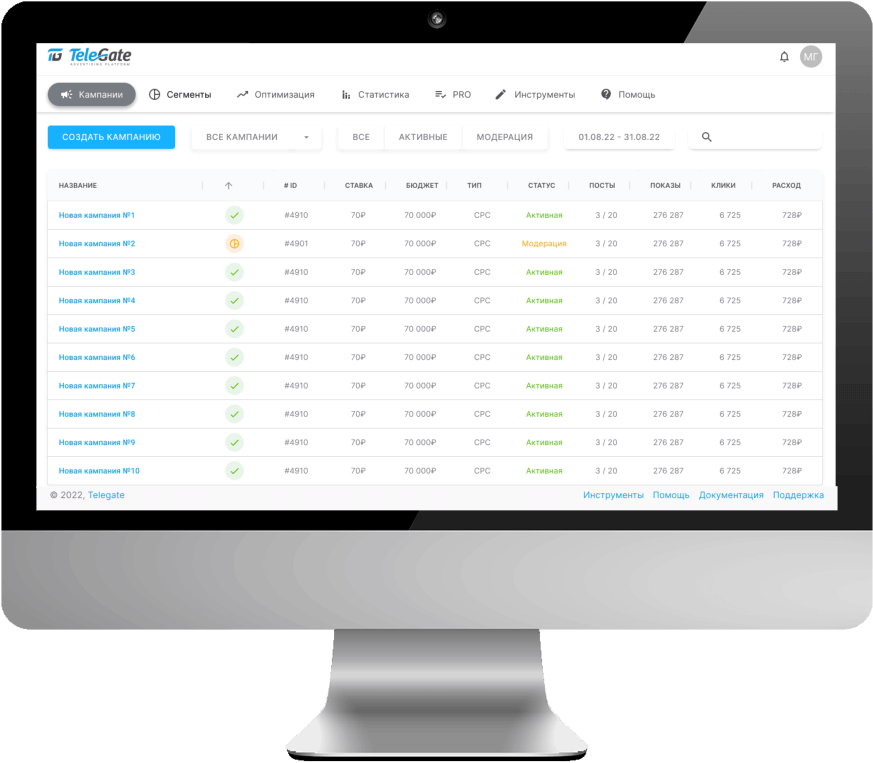 TG TeleGate
ADVERTISING PLATFORM
МГ
Кампании Сегменты Оптимизация Статистика PRO Инструменты Помощь
СОЗДАТЬ КАМПАНИЮ ВСЕ КАМПАНИИ ВСЕ АКТИВНЫЕ МОДЕРАЦИЯ 01.08.22 - 31.08.22
НАЗВАНИЕ # ID СТАВКА БЮДЖЕТ ТИП СТАТУС ПОСТЫ ПОКАЗЫ КЛИКИ РАСХОД
Новая кампания №1 #4910 70₽ 70 000₽ CPC Активная 3 / 20 276 287 6 725 728₽
Новая кампания №2 #4901 70₽ 70 000₽ CPC Модерация 3 / 20 276 287 6 725 728₽
Новая кампания №3 #4910 70₽ 70 000₽ CPC Активная 3 / 20 276 287 6 725 728₽
Новая кампания №4 #4910 70₽ 70 000₽ CPC Активная 3 / 20 276 287 6 725 728₽
Новая кампания №5 #4910 70₽ 70 000₽ CPC Активная 3 / 20 276 287 6 725 728₽
Новая кампания №6 #4910 70₽ 70 000₽ CPC Активная 3 / 20 276 287 6 725 728₽
Новая кампания №7 #4910 70₽ 70 000₽ CPC Активная 3 / 20 276 287 6 725 728₽
Новая кампания №8 #4910 70₽ 70 000₽ CPC Активная 3 / 20 276 287 6 725 728₽
Новая кампания №9 #4910 70₽ 70 000₽ CPC Активная 3 / 20 276 287 6 725 728₽
Новая кампания №10 #4910 70₽ 70 000₽ CPC Активная 3 / 20 276 287 6 725 728₽
© 2022, Telegate Инструменты Помощь Документация Поддержка